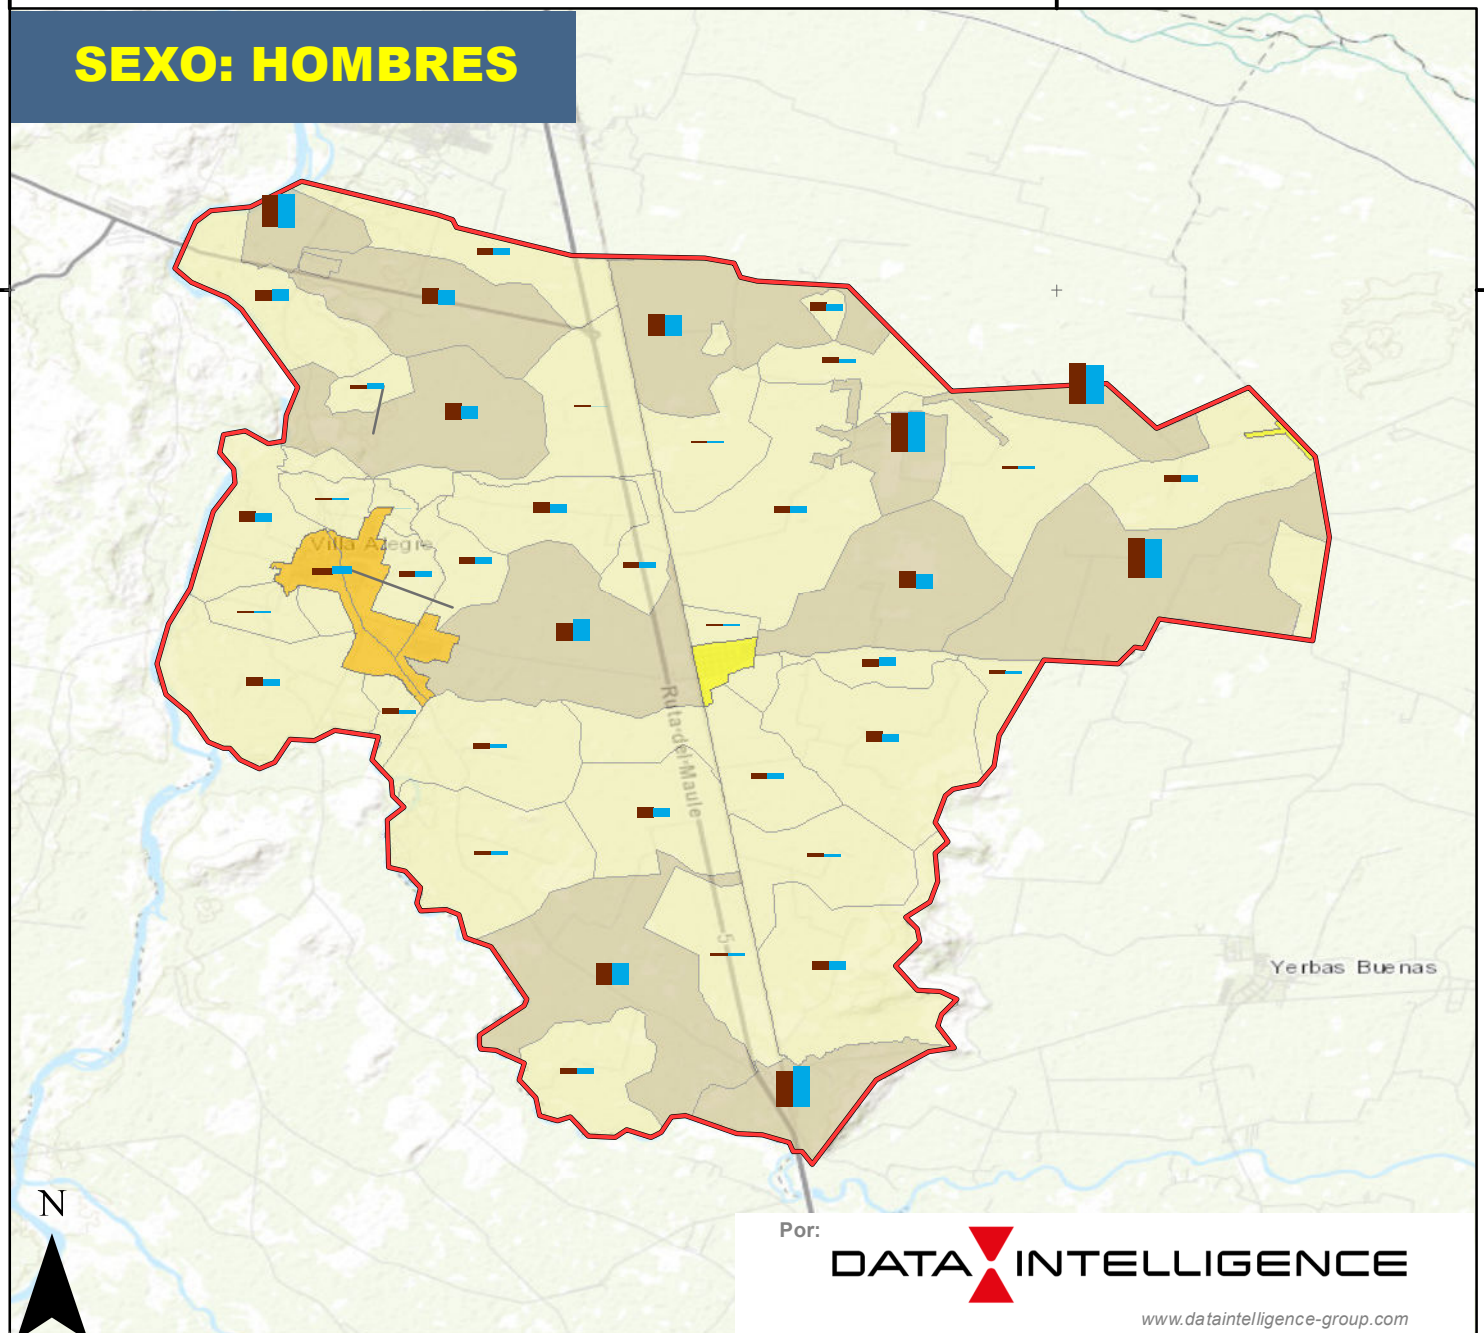 SEXO: HOMBRES
Villa Alegre
Ruta del Maule
5
Yerbas Buenas
N
Por:
DATA INTELLIGENCE
www.dataintelligence-group.com